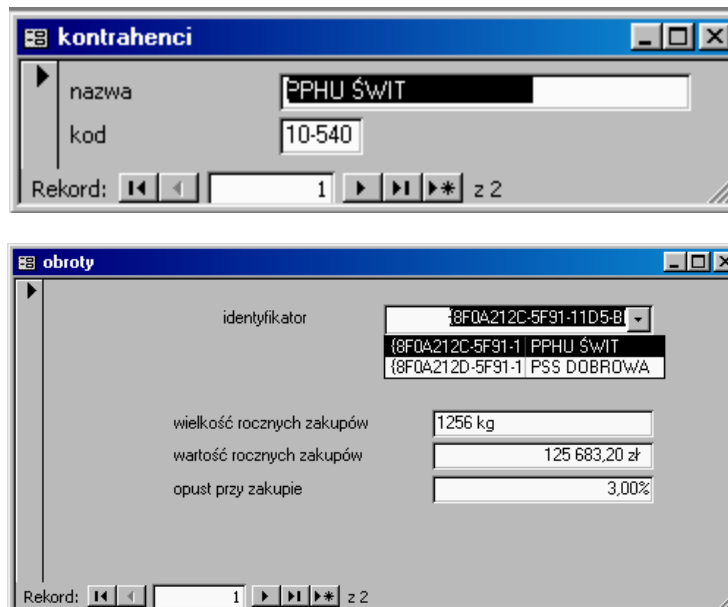 kontrahenci
nazwa PPHU ŚWIT
kod 10-540
Rekord: 1 z 2
obroty
identyfikator {8F0A212C-5F91-11D5-B
{8F0A212C-5F91-1 PPHU ŚWIT
{8F0A212D-5F91-1 PSS DOBROWA
wielkość rocznych zakupów 1256 kg
wartość rocznych zakupów 125 683,20 zł
opust przy zakupie 3,00%
Rekord: 1 z 2